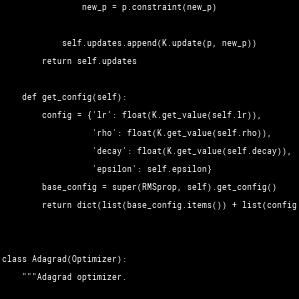 new_p = p.constraint(new_p)

            self.updates.append(K.update(p, new_p))
        return self.updates

    def get_config(self):
        config = {'lr': float(K.get_value(self.lr)),
                  'rho': float(K.get_value(self.rho)),
                  'decay': float(K.get_value(self.decay)),
                  'epsilon': self.epsilon}
        base_config = super(RMSprop, self).get_config()
        return dict(list(base_config.items()) + list(config

class Adagrad(Optimizer):
    """Adagrad optimizer.